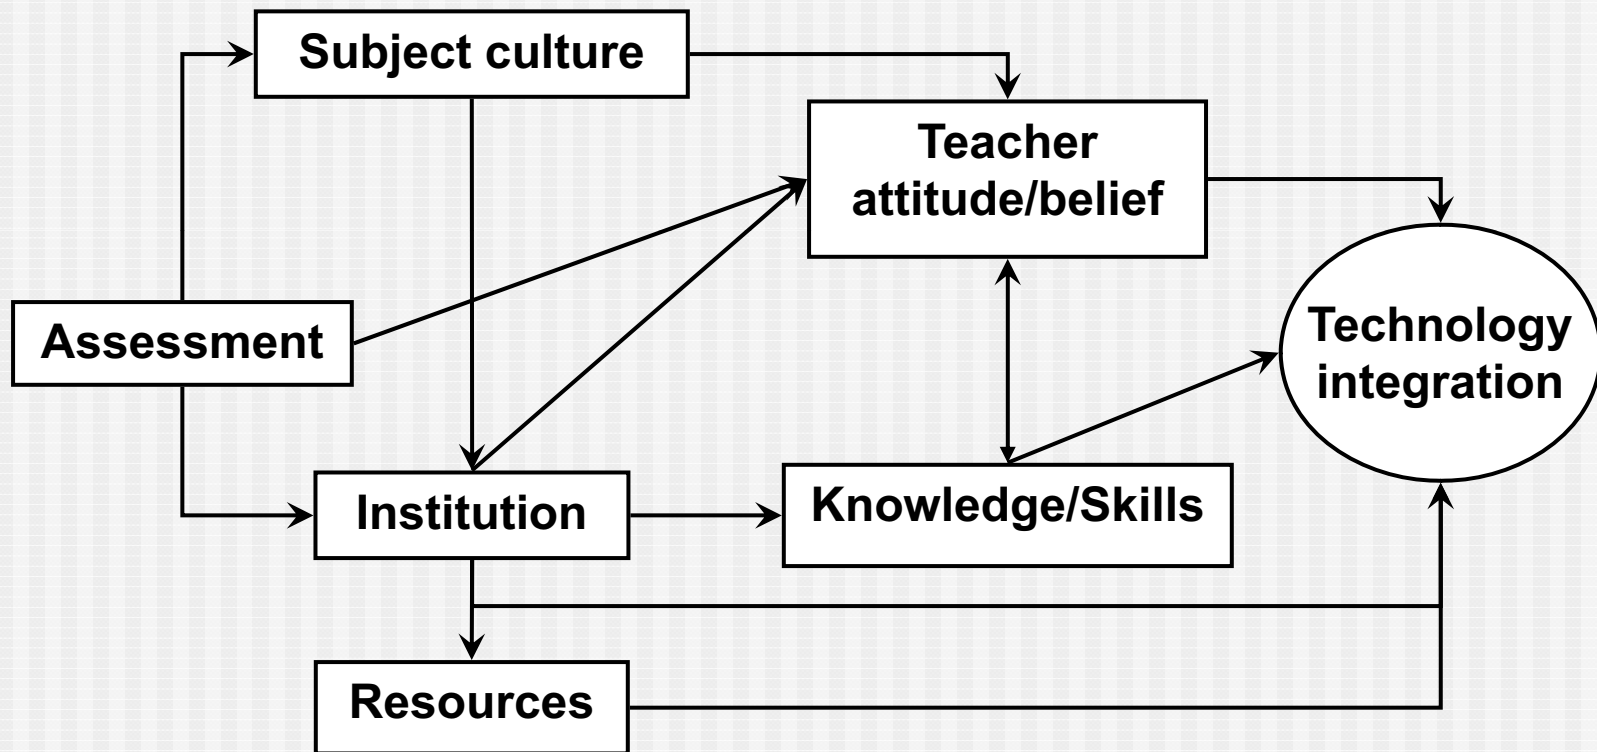 Subject culture
Teacher
attitude/belief
Assessment
Technology
integration
Institution
Knowledge/Skills
Resources